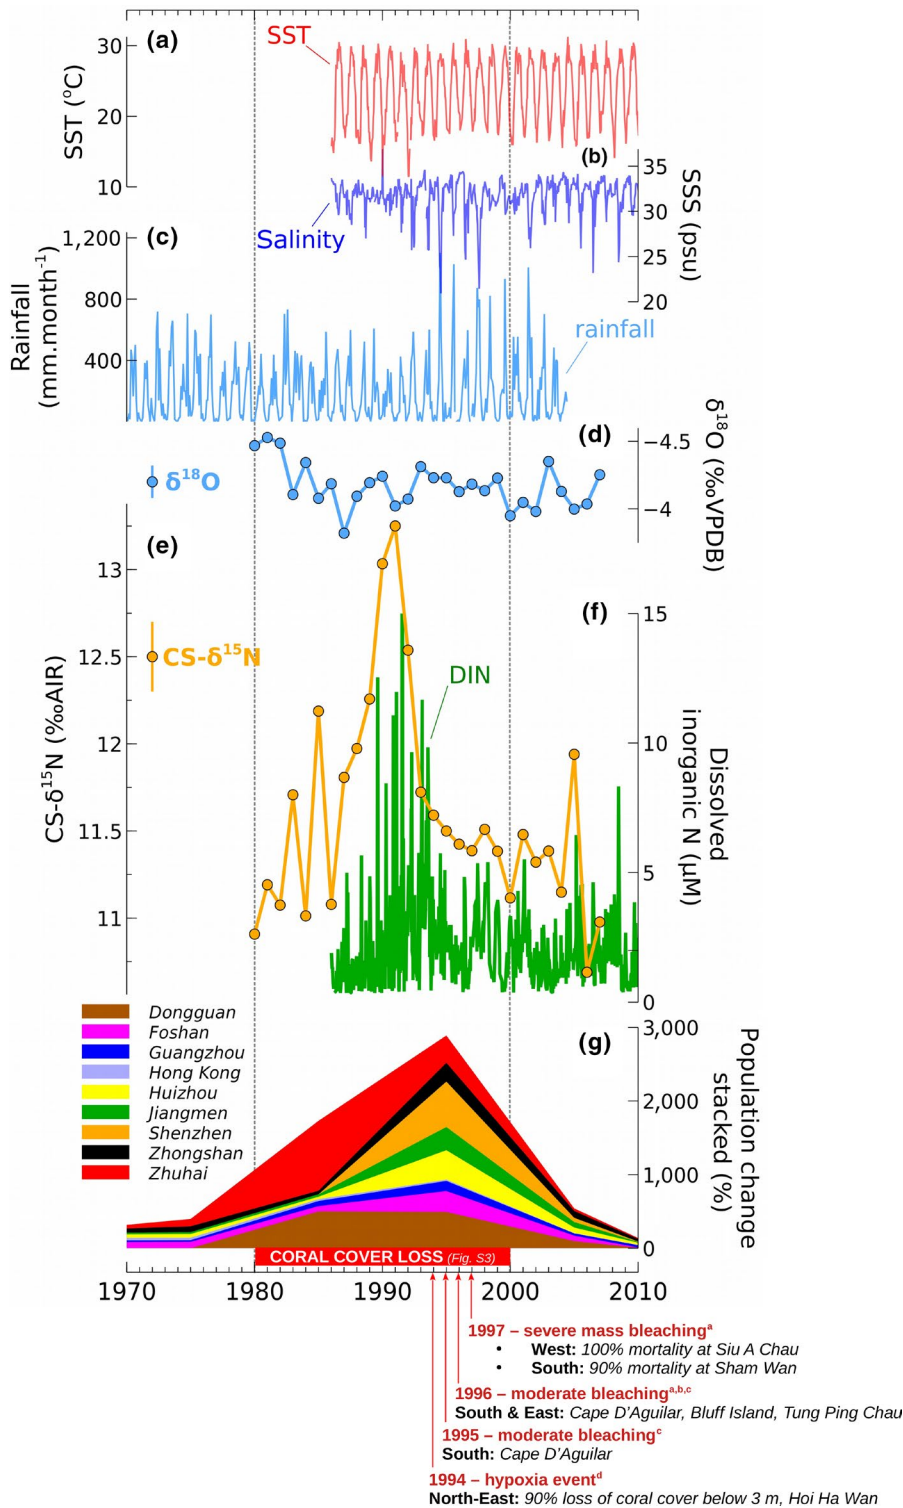 (a)
SST
30
20
10
SST (°C)
(b)
35
30
25
20
SSS (psu)
Salinity
(c)
1,200
800
400
Rainfall
(mm.month⁻¹)
rainfall
(d)
−4.5
−4
δ¹⁸O (‰VPDB)
δ¹⁸O
(e)
13
12.5
12
11.5
11
CS-δ¹⁵N (‰AIR)
CS-δ¹⁵N
(f)
DIN
15
10
5
0
Dissolved
inorganic N (µM)
Dongguan
Foshan
Guangzhou
Hong Kong
Huizhou
Jiangmen
Shenzhen
Zhongshan
Zhuhai
(g)
3,000
2,000
1,000
0
Population change
stacked (%)
CORAL COVER LOSS (Fig. S3)
1970 1980 1990 2000 2010
1997 – severe mass bleachingᵃ
• West: 100% mortality at Siu A Chau
• South: 90% mortality at Sham Wan
1996 – moderate bleachingᵃ,ᵇ,ᶜ
South & East: Cape D'Aguilar, Bluff Island, Tung Ping Chau
1995 – moderate bleachingᶜ
South: Cape D'Aguilar
1994 – hypoxia eventᵈ
North-East: 90% loss of coral cover below 3 m, Hoi Ha Wan